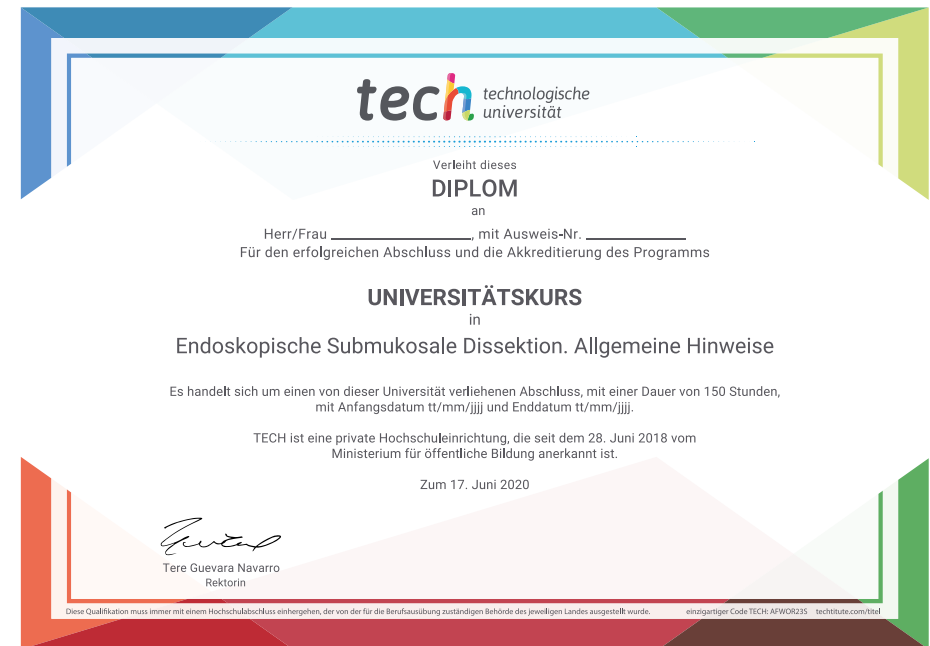 tech technologische
universität
Verleiht dieses
DIPLOM
an
Herr/Frau ____________________, mit Ausweis-Nr. ______________
Für den erfolgreichen Abschluss und die Akkreditierung des Programms
UNIVERSITÄTSKURS
in
Endoskopische Submukosale Dissektion. Allgemeine Hinweise
Es handelt sich um einen von dieser Universität verliehenen Abschluss, mit einer Dauer von 150 Stunden,
mit Anfangsdatum tt/mm/jjjj und Enddatum tt/mm/jjjj.
TECH ist eine private Hochschuleinrichtung, die seit dem 28. Juni 2018 vom
Ministerium für öffentliche Bildung anerkannt ist.
Zum 17. Juni 2020
Tere Guevara Navarro
Rektorin
Diese Qualifikation muss immer mit einem Hochschulabschluss einhergehen, der von der für die Berufsausübung zuständigen Behörde des jeweiligen Landes ausgestellt wurde. einzigartiger Code TECH: AFWOR23S techtitute.com/titel